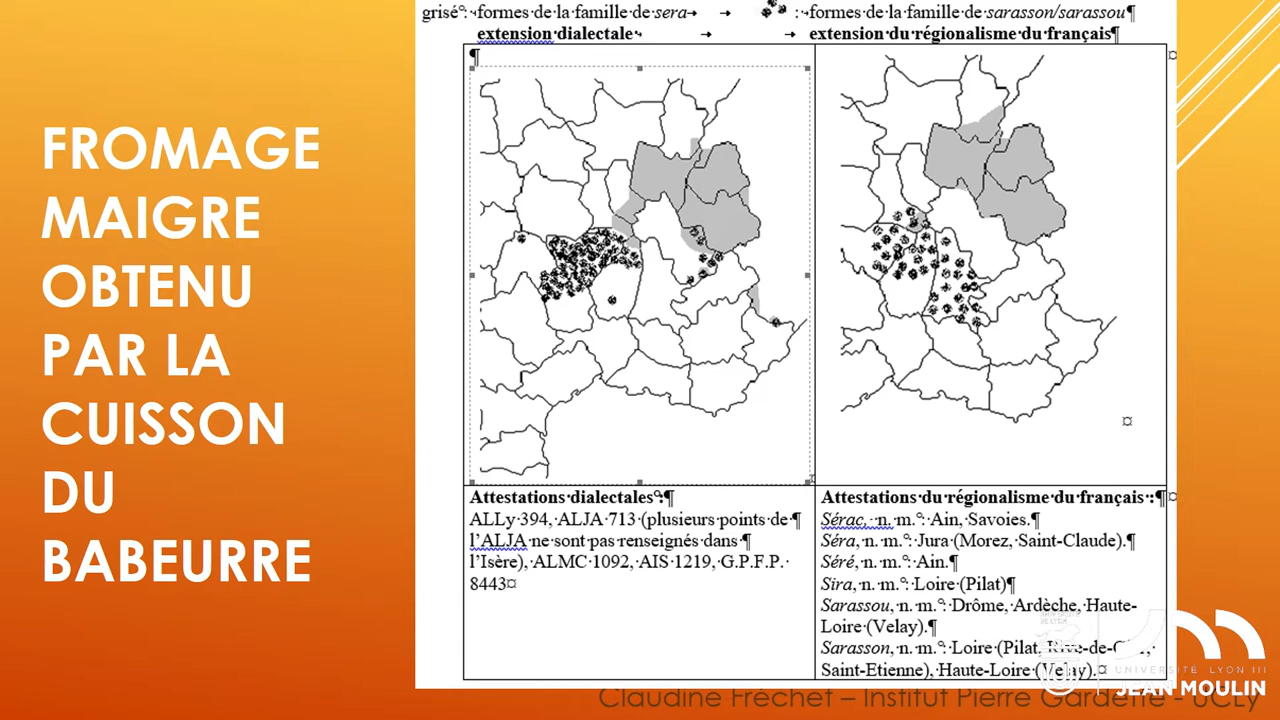 FROMAGE
MAIGRE
OBTENU
PAR LA
CUISSON
DU
BABEURRE
grisé : formes de la famille de sera : formes de la famille de sarasson/sarassou¶
extension dialectale extension du régionalisme du français¶
Attestations dialectales :¶
ALLy 394, ALJA 713 (plusieurs points de ¶
l’ALJA ne sont pas renseignés dans ¶
l’Isère), ALMC 1092, AIS 1219, G.P.F.P.
8443¤
Attestations du régionalisme du français :¶
Sérac, n. m. : Ain, Savoies.¶
Séra, n. m. : Jura (Morez, Saint-Claude).¶
Séré, n. m. : Ain.¶
Sira, n. m. : Loire (Pilat)¶
Sarassou, n. m. : Drôme, Ardèche, Haute-
Loire (Velay).¶
Sarasson, n. m. : Loire (Pilat,
Saint-Etienne), Haute-Loire (Velay).¤
UNIVERSITÉ LYON III
JEAN MOULIN
Claudine Fréchet – Institut Pierre Gardette - UCLy